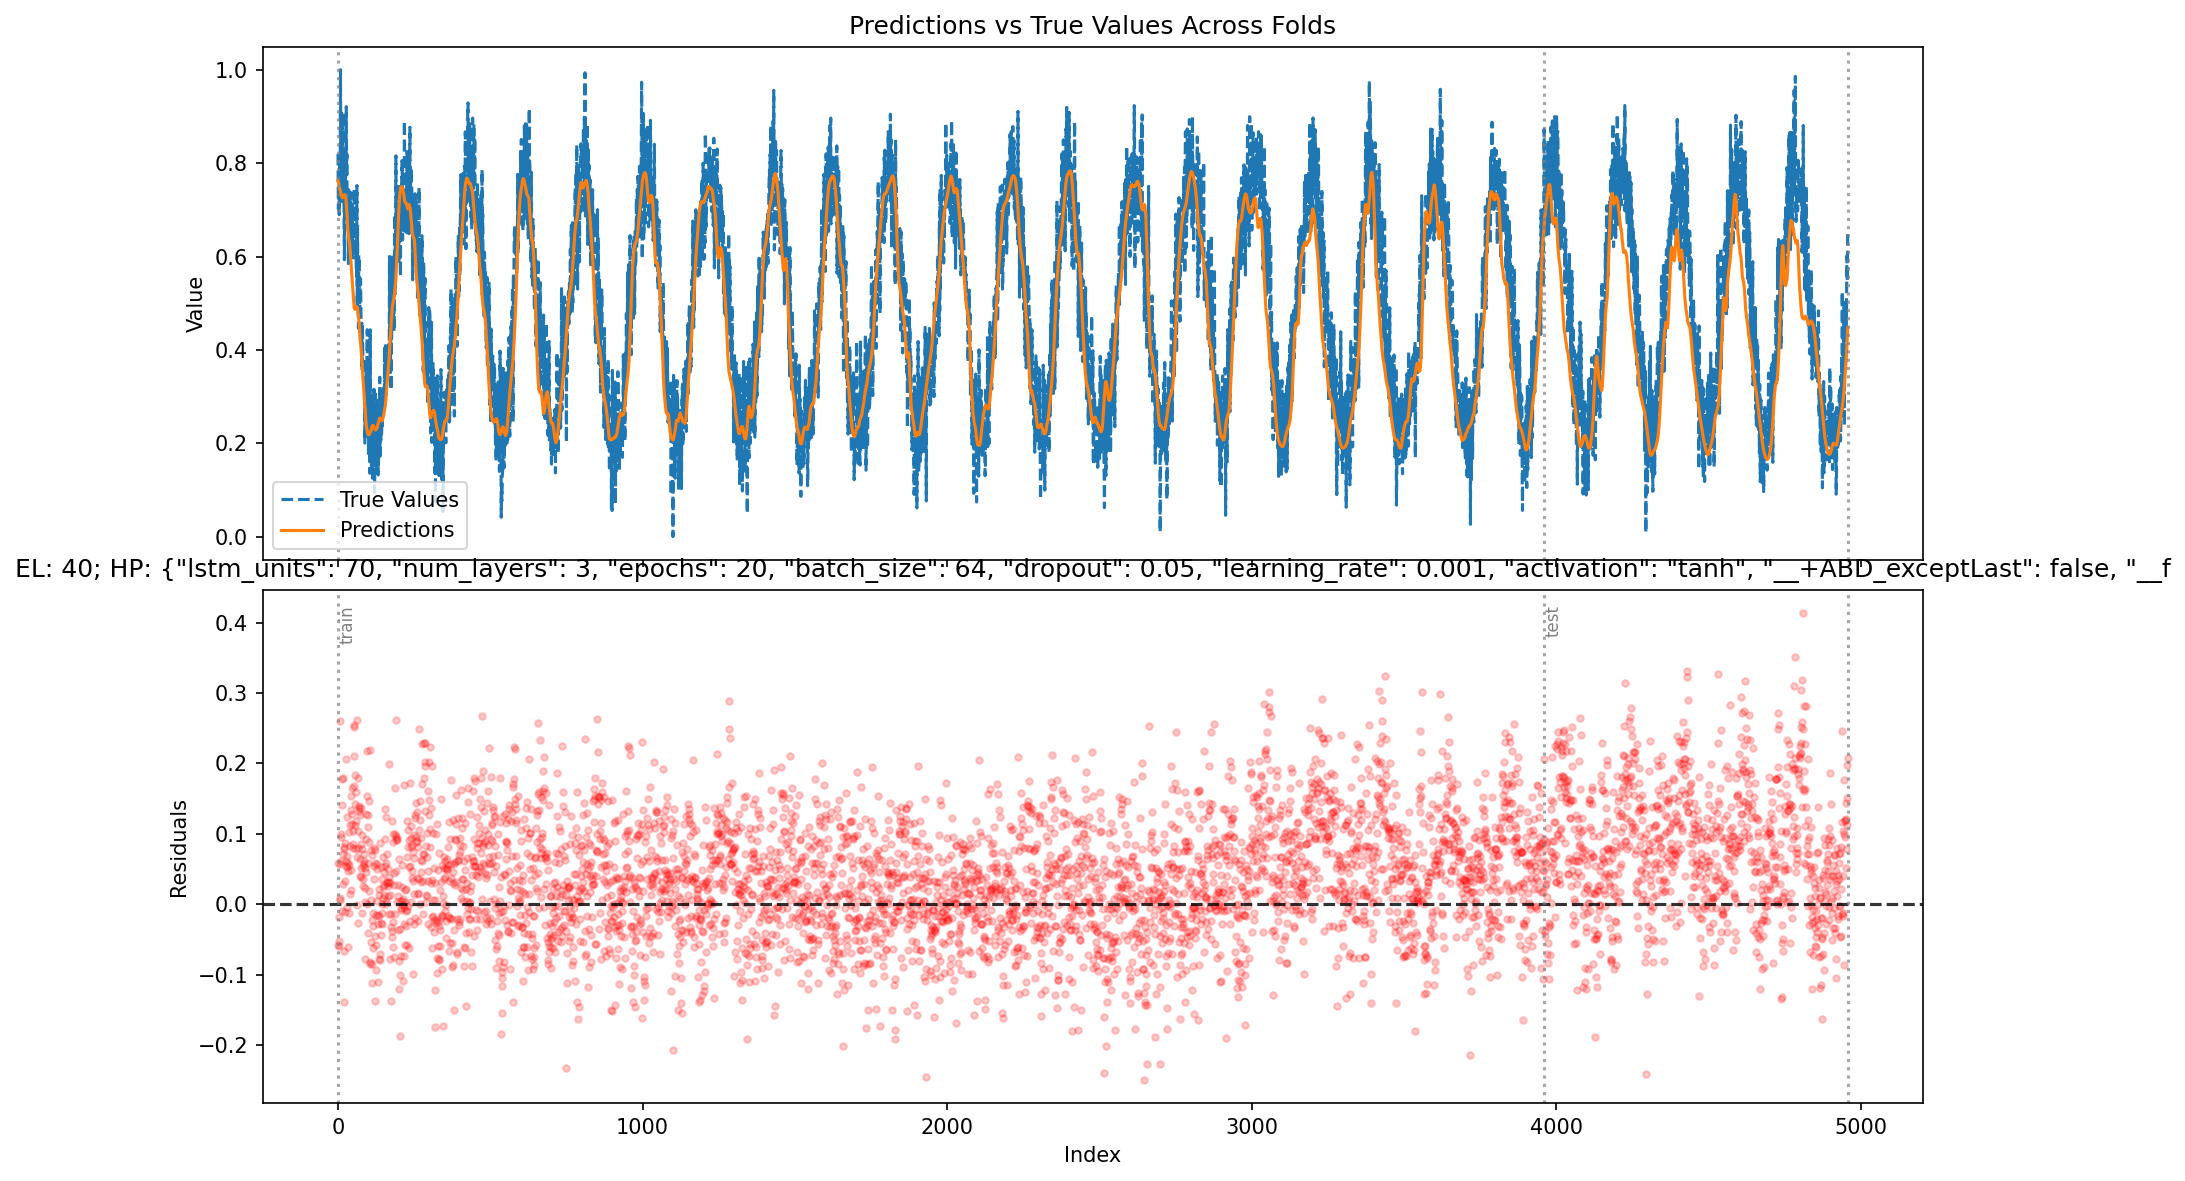 Predictions vs True Values Across Folds
1.0
0.8
0.6
0.4
0.2
0.0
Value
True Values
Predictions
EL: 40; HP: {"lstm_units": 70, "num_layers": 3, "epochs": 20, "batch_size": 64, "dropout": 0.05, "learning_rate": 0.001, "activation": "tanh", "__+ABD_exceptLast": false, "__f
train
test
0.4
0.3
0.2
0.1
0.0
−0.1
−0.2
Residuals
0
1000
2000
3000
4000
5000
Index